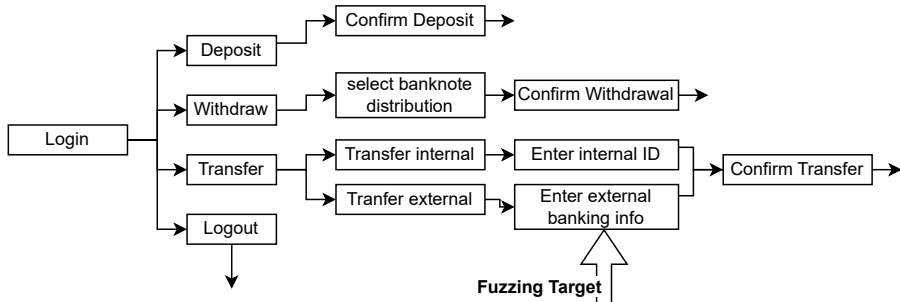 Confirm Deposit
Deposit
select banknote
distribution
Withdraw
Confirm Withdrawal
Login
Transfer internal
Enter internal ID
Transfer
Confirm Transfer
Tranfer external
Enter external
banking info
Logout
Fuzzing Target